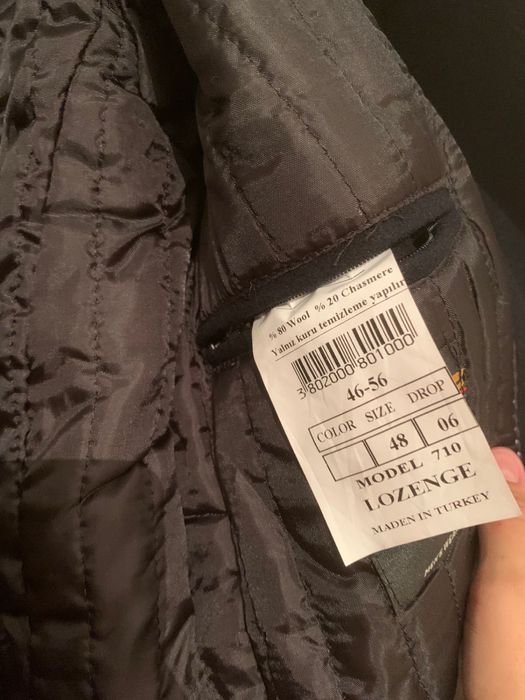 % 80 Wool % 20 Chasmere
Yalnız kuru temizleme yapılır
3 802000 801000
46-56
COLOR SIZE DROP
48 06
MODEL 710
LOZENGE
MADEN IN TURKEY